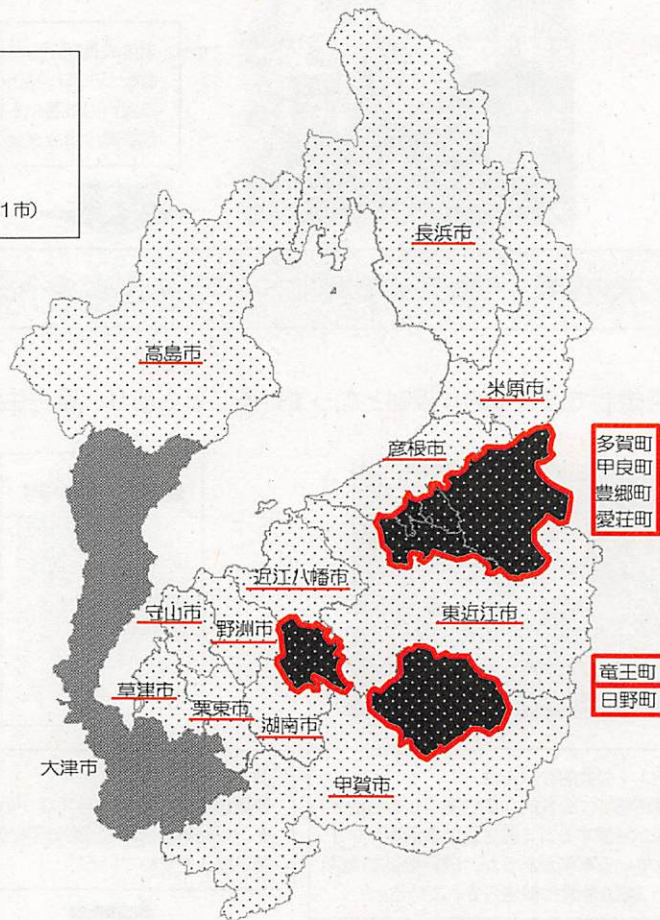 1市)
長浜市
高島市
米原市
彦根市
多賀町
甲良町
豊郷町
愛荘町
近江八幡市
守山市
野洲市
東近江市
草津市
栗東市
湖南市
竜王町
日野町
大津市
甲賀市